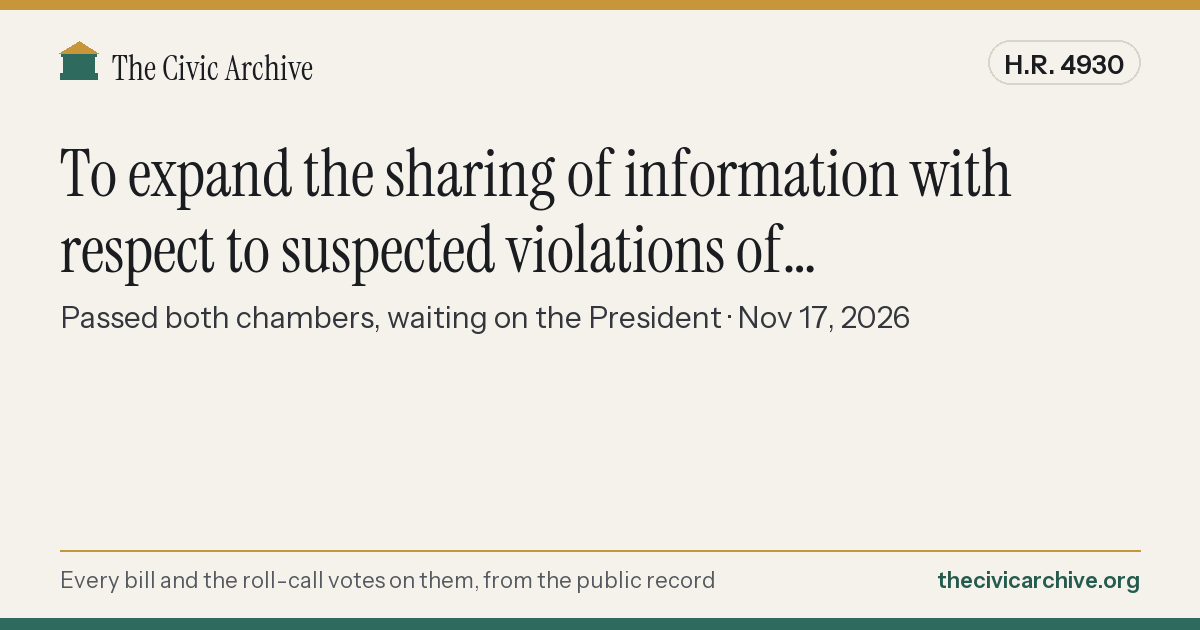 The Civic Archive
H.R. 4930
To expand the sharing of information with
respect to suspected violations of...
Passed both chambers, waiting on the President · Nov 17, 2026
Every bill and the roll-call votes on them, from the public record
thecivicarchive.org